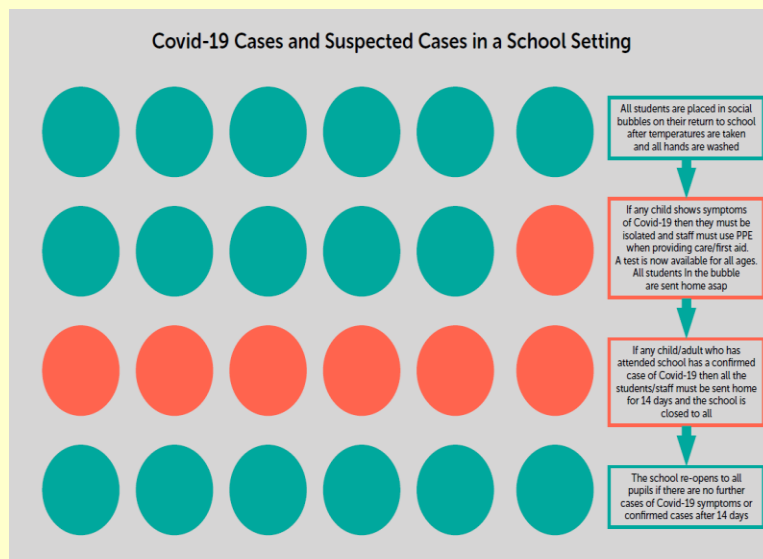 Covid-19 Cases and Suspected Cases in a School Setting
All students are placed in social
bubbles on their return to school
after temperatures are taken
and all hands are washed
If any child shows symptoms
of Covid-19 then they must be
isolated and staff must use PPE
when providing care/first aid.
A test is now available for all ages.
All students In the bubble
are sent home asap
If any child/adult who has
attended school has a confirmed
case of Covid-19 then all the
students/staff must be sent home
for 14 days and the school is
closed to all
The school re-opens to all
pupils if there are no further
cases of Covid-19 symptoms or
confirmed cases after 14 days